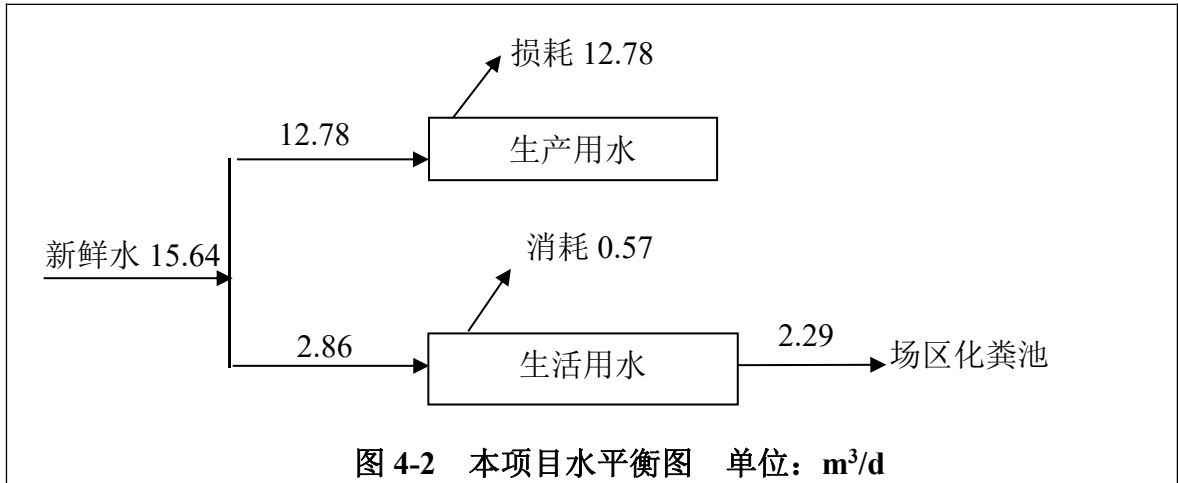 损耗 12.78
12.78
生产用水
新鲜水 15.64
消耗 0.57
2.86
生活用水
2.29
场区化粪池
图 4-2 本项目水平衡图 单位：m³/d